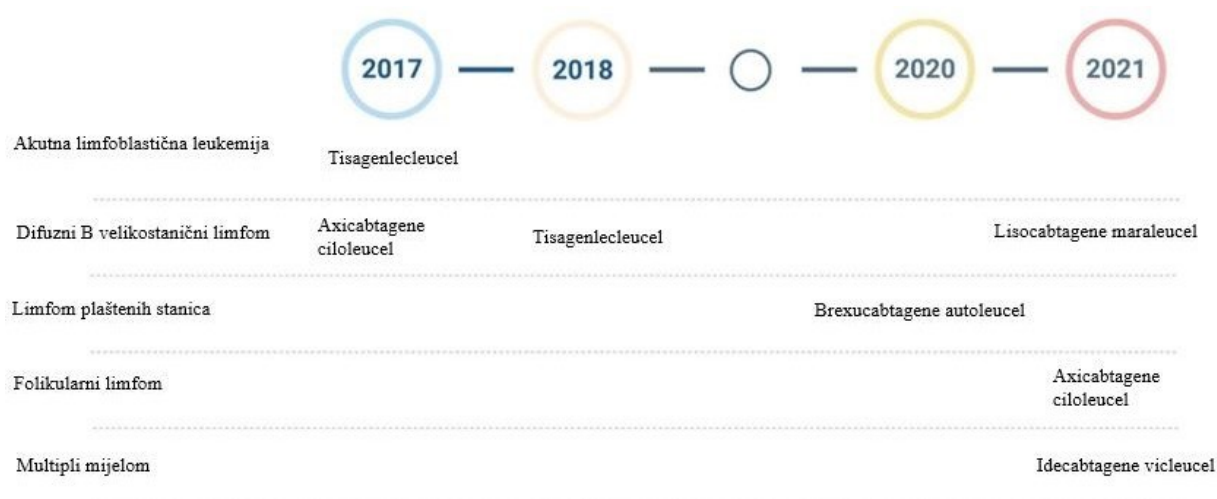 2017 2018 2020 2021
Akutna limfoblastična leukemija
Tisagenlecleucel
Difuzni B velikostanični limfom
Axicabtagene
ciloleucel
Tisagenlecleucel
Lisocabtagene maraleucel
Limfom plaštenih stanica
Brexucabtagene autoleucel
Folikularni limfom
Axicabtagene
ciloleucel
Multipli mijelom
Idecabtagene vicleucel